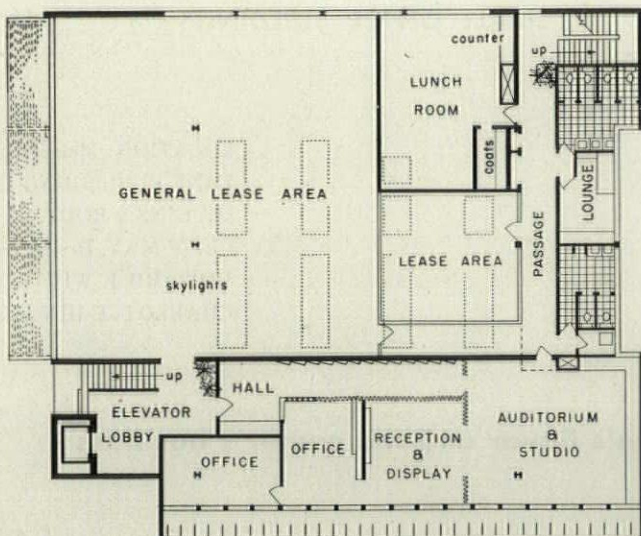 counter
up
LUNCH
ROOM
coats
GENERAL LEASE AREA
LOUNGE
PASSAGE
LEASE AREA
skylights
up
HALL
ELEVATOR
LOBBY
OFFICE
OFFICE
RECEPTION
&
DISPLAY
AUDITORIUM
&
STUDIO